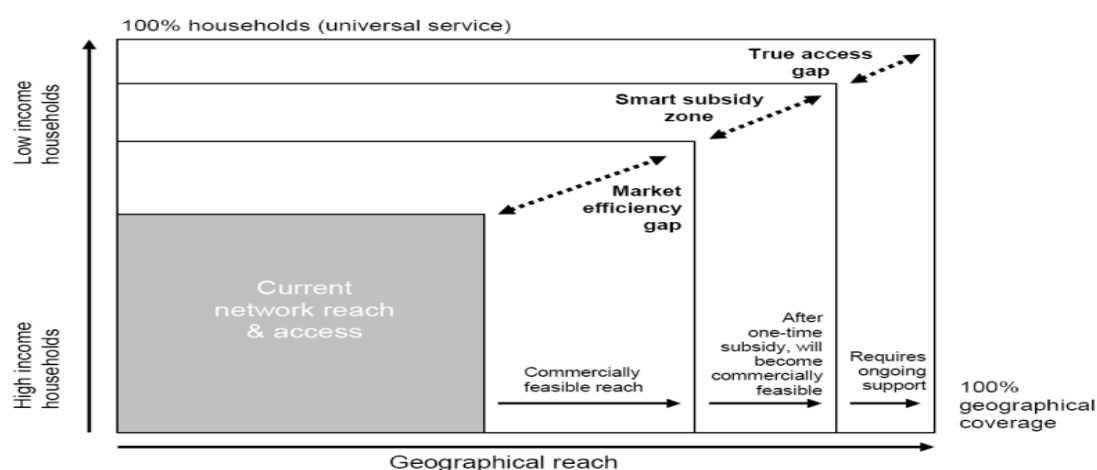 100% households (universal service)
True access
gap
Smart subsidy
zone
Low income
households
Market
efficiency
gap
Current
network reach
& access
High income
households
Commercially
feasible reach
After
one-time
subsidy, will
become
commercially
feasible
Requires
ongoing
support
100%
geographical
coverage
Geographical reach